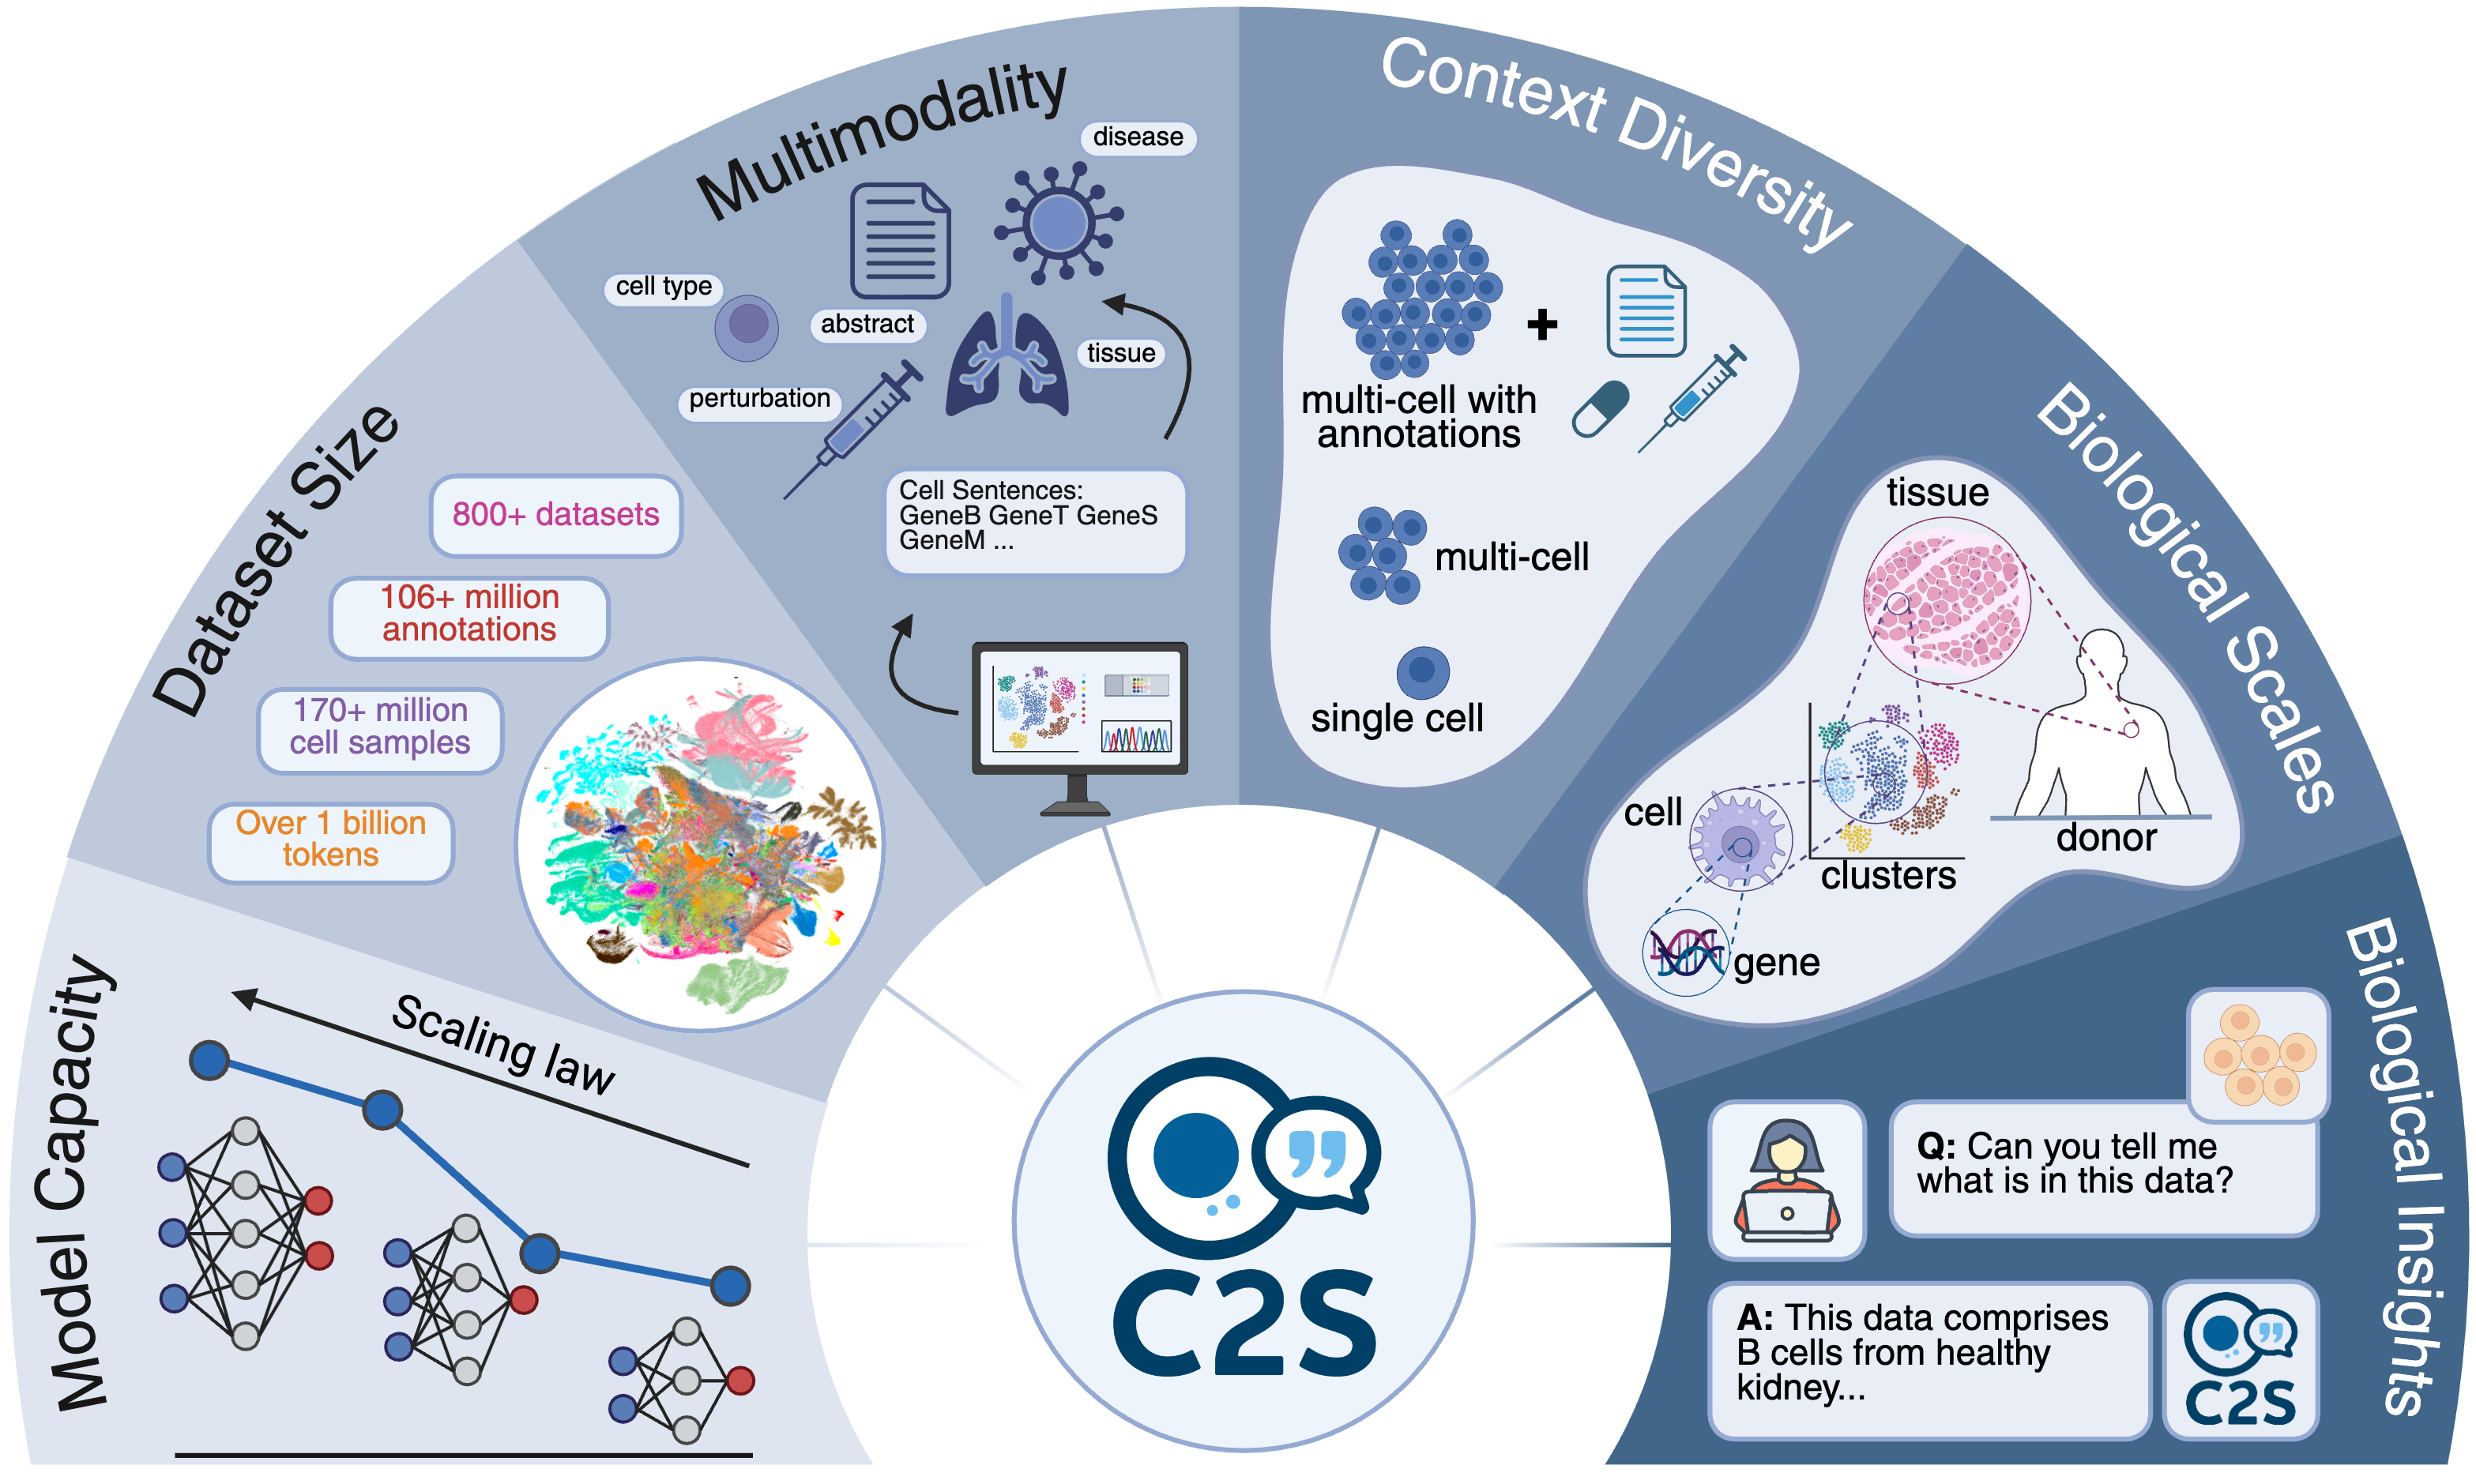 Model Capacity
Scaling law
Dataset Size
800+ datasets
106+ million
annotations
170+ million
cell samples
Over 1 billion
tokens
Multimodality
disease
cell type
abstract
tissue
perturbation
Cell Sentences:
GeneB GeneT GeneS
GeneM ...
Context Diversity
+
multi-cell with
annotations
multi-cell
single cell
Biological Scales
tissue
cell
clusters
donor
gene
Biological Insights
Q: Can you tell me
what is in this data?
A: This data comprises
B cells from healthy
kidney...
C2S
C2S